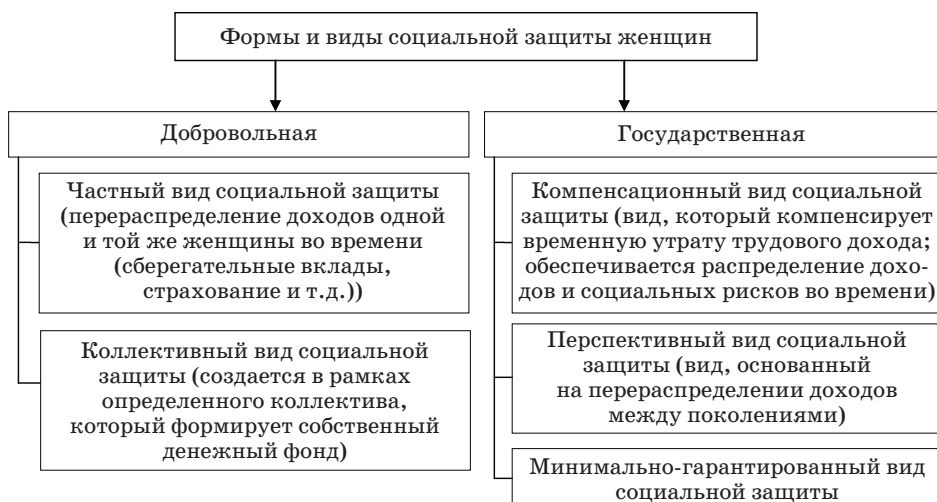 Формы и виды социальной защиты женщин
Добровольная
Частный вид социальной защиты
(перераспределение доходов одной
и той же женщины во времени
(сберегательные вклады,
страхование и т.д.))
Коллективный вид социальной
защиты (создается в рамках
определенного коллектива,
который формирует собственный
денежный фонд)
Государственная
Компенсационный вид социальной
защиты (вид, который компенсирует
временную утрату трудового дохода;
обеспечивается распределение дохо-
дов и социальных рисков во времени)
Перспективный вид социальной
защиты (вид, основанный
на перераспределении доходов
между поколениями)
Минимально-гарантированный вид
социальной защиты